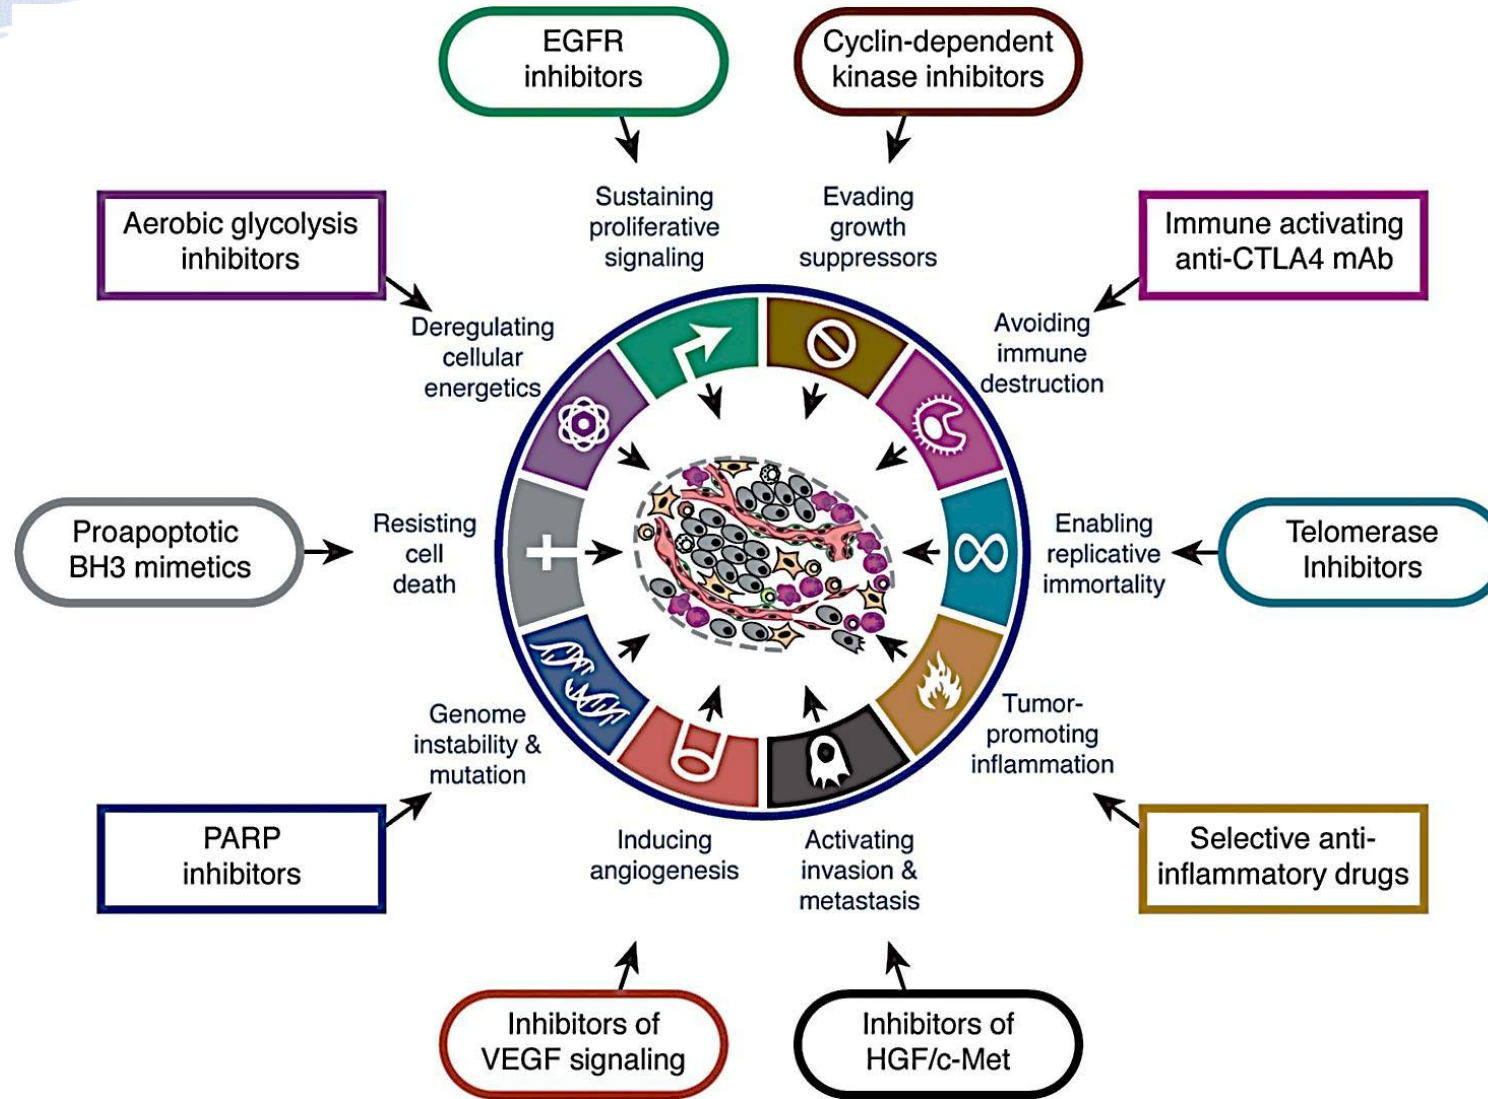 EGFR
inhibitors
Cyclin-dependent
kinase inhibitors
Sustaining
proliferative
signaling
Evading
growth
suppressors
Aerobic glycolysis
inhibitors
Immune activating
anti-CTLA4 mAb
Deregulating
cellular
energetics
Avoiding
immune
destruction
Proapoptotic
BH3 mimetics
Resisting
cell
death
Enabling
replicative
immortality
Telomerase
Inhibitors
Genome
instability &
mutation
Tumor-
promoting
inflammation
PARP
inhibitors
Inducing
angiogenesis
Activating
invasion &
metastasis
Selective anti-
inflammatory drugs
Inhibitors of
VEGF signaling
Inhibitors of
HGF/c-Met